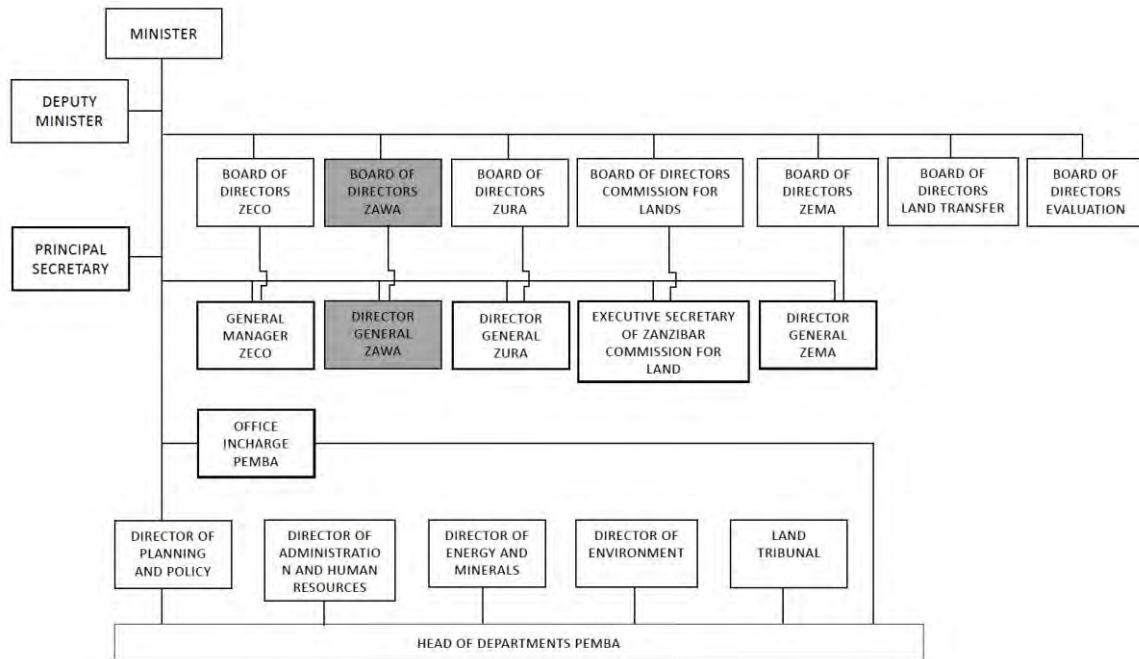 MINISTER
DEPUTY
MINISTER
BOARD OF
DIRECTORS
ZECO
BOARD OF
DIRECTORS
ZAWA
BOARD OF
DIRECTORS
ZURA
BOARD OF DIRECTORS
COMMISSION FOR
LANDS
BOARD OF
DIRECTORS
ZEMA
BOARD OF
DIRECTORS
LAND TRANSFER
BOARD OF
DIRECTORS
EVALUATION
PRINCIPAL
SECRETARY
GENERAL
MANAGER
ZECO
DIRECTOR
GENERAL
ZAWA
DIRECTOR
GENERAL
ZURA
EXECUTIVE SECRETARY
OF ZANZIBAR
COMMISSION FOR
LAND
DIRECTOR
GENERAL
ZEMA
OFFICE
INCHARGE
PEMBA
DIRECTOR OF
PLANNING
AND POLICY
DIRECTOR OF
ADMINISTRATIO
N AND HUMAN
RESOURCES
DIRECTOR OF
ENERGY AND
MINERALS
DIRECTOR OF
ENVIRONMENT
LAND
TRIBUNAL
HEAD OF DEPARTMENTS PEMBA